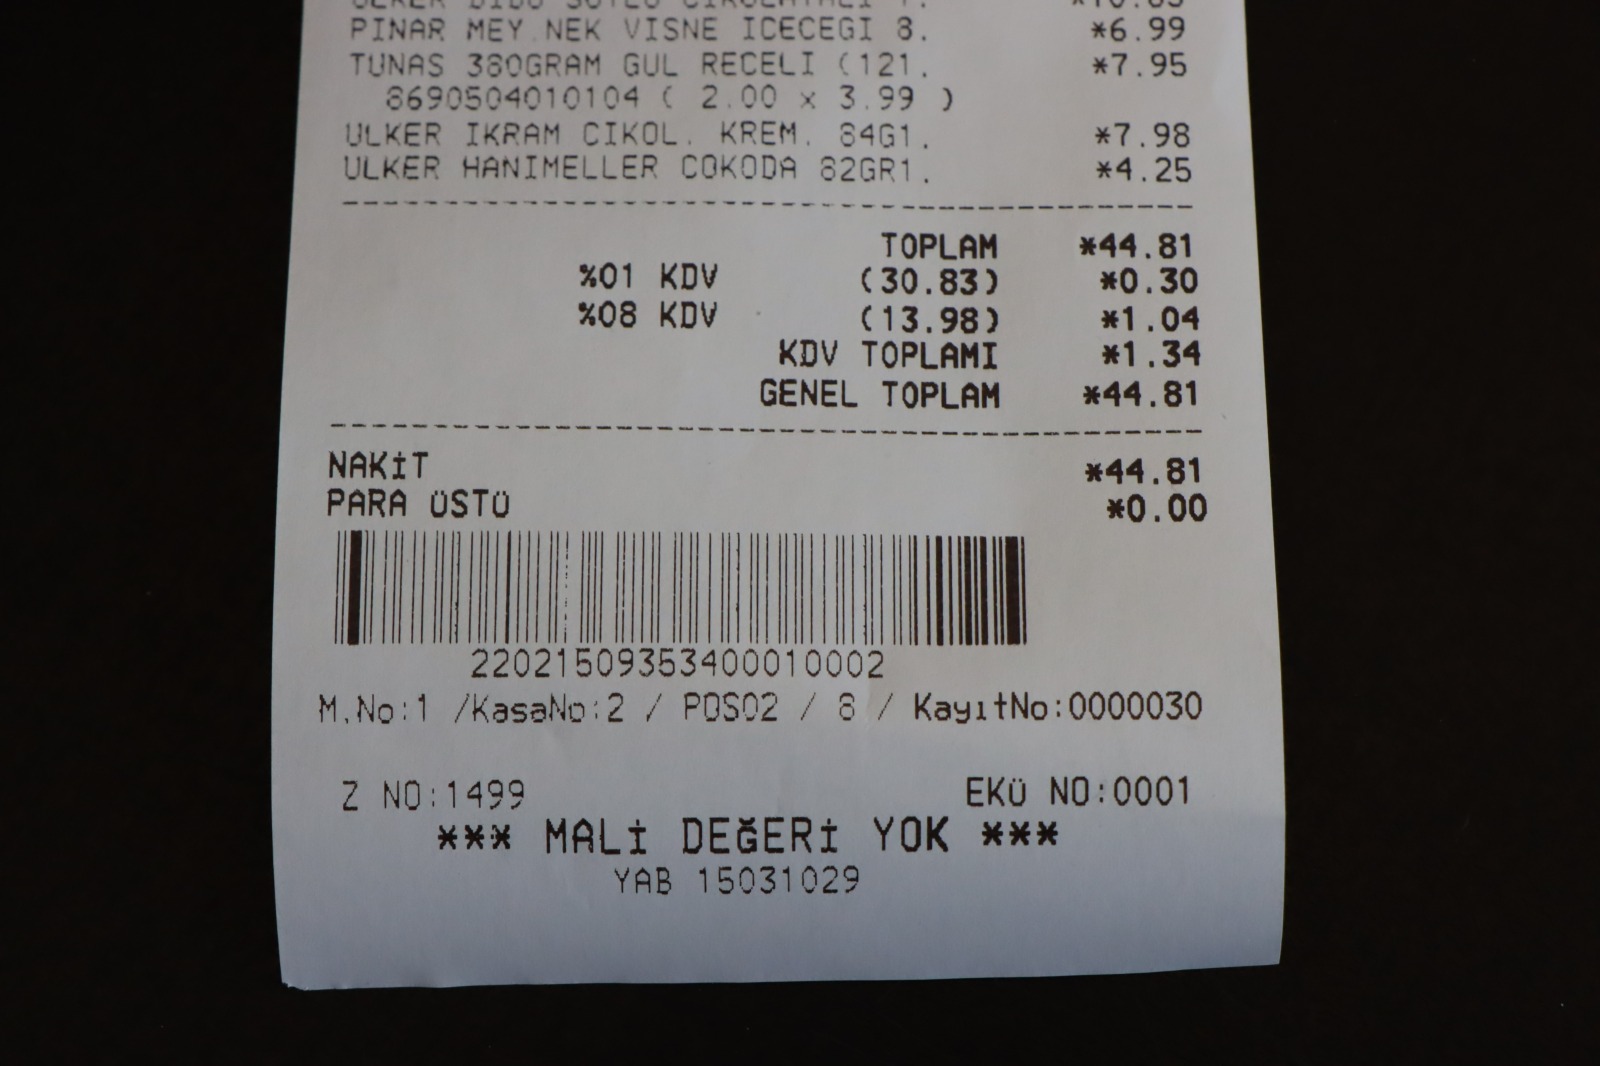 PINAR MEY.NEK VISNE ICECEGI 8. *6.99
TUNAS 380GRAM GUL RECELI (121. *7.95
8690504010104 ( 2.00 x 3.99 )
ULKER IKRAM CIKOL. KREM. 84G1. *7.98
ULKER HANIMELLER COKODA 82GR1. *4.25
TOPLAM *44.81
%01 KDV (30.83) *0.30
%08 KDV (13.98) *1.04
KDV TOPLAMI *1.34
GENEL TOPLAM *44.81
NAKİT *44.81
PARA ÜSTÜ *0.00
22021509353400010002
M.No:1 /KasaNo:2 / POS02 / 8 / KayıtNo:0000030
Z NO:1499 EKÜ NO:0001
*** MALİ DEĞERİ YOK ***
YAB 15031029